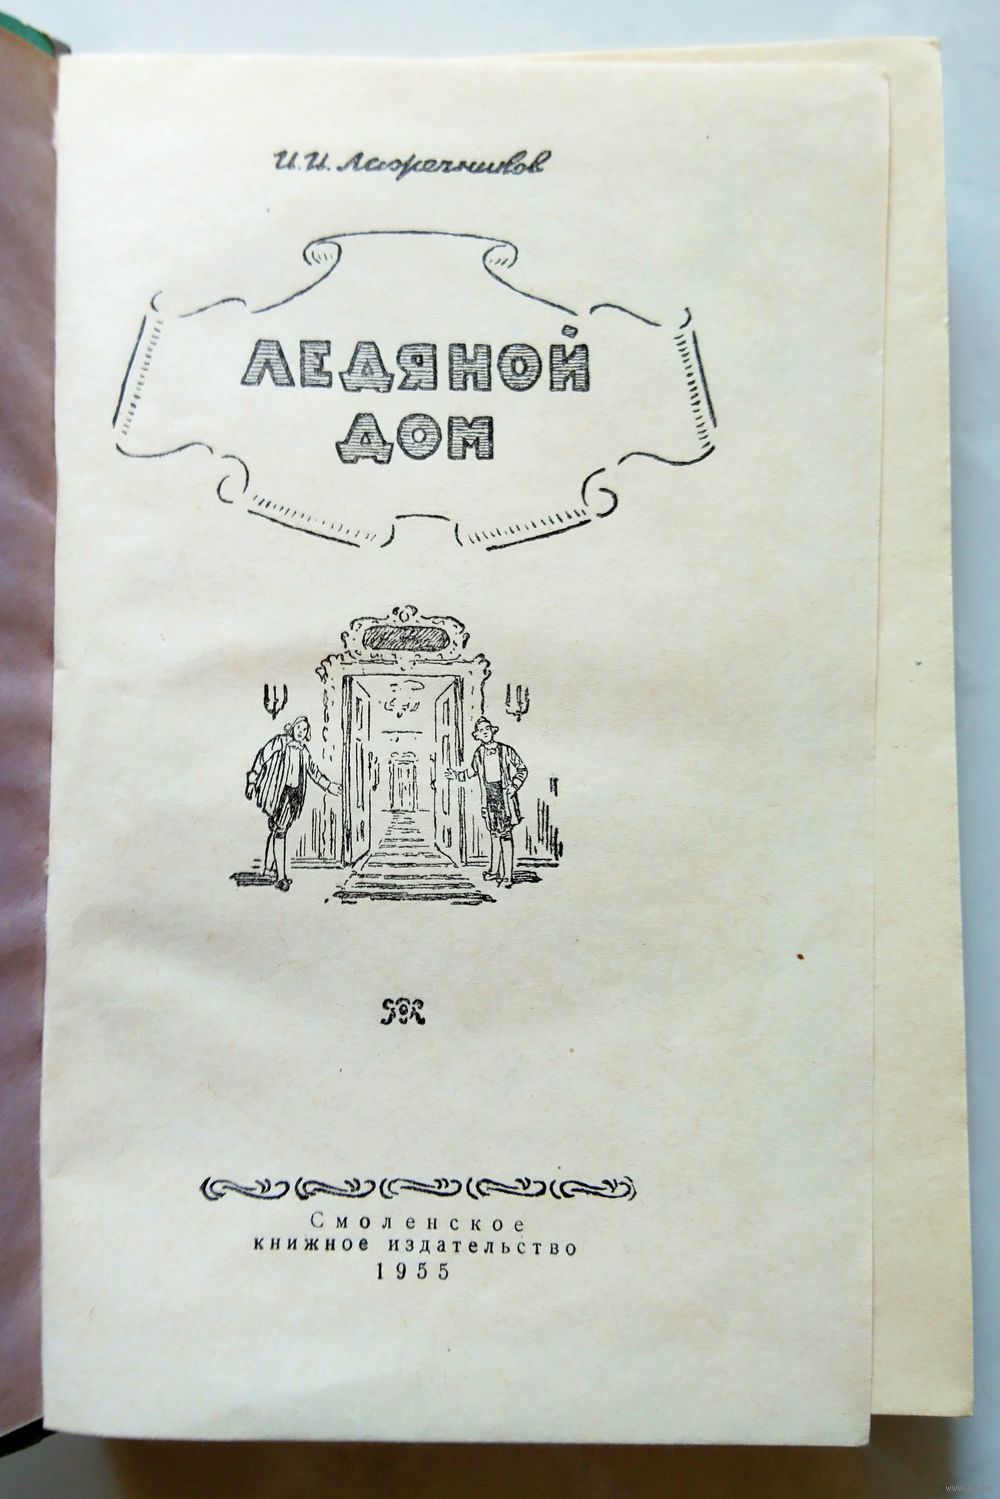 И. И. Лажечников
ЛЕДЯНОЙ
ДОМ
Смоленское
книжное издательство
1955